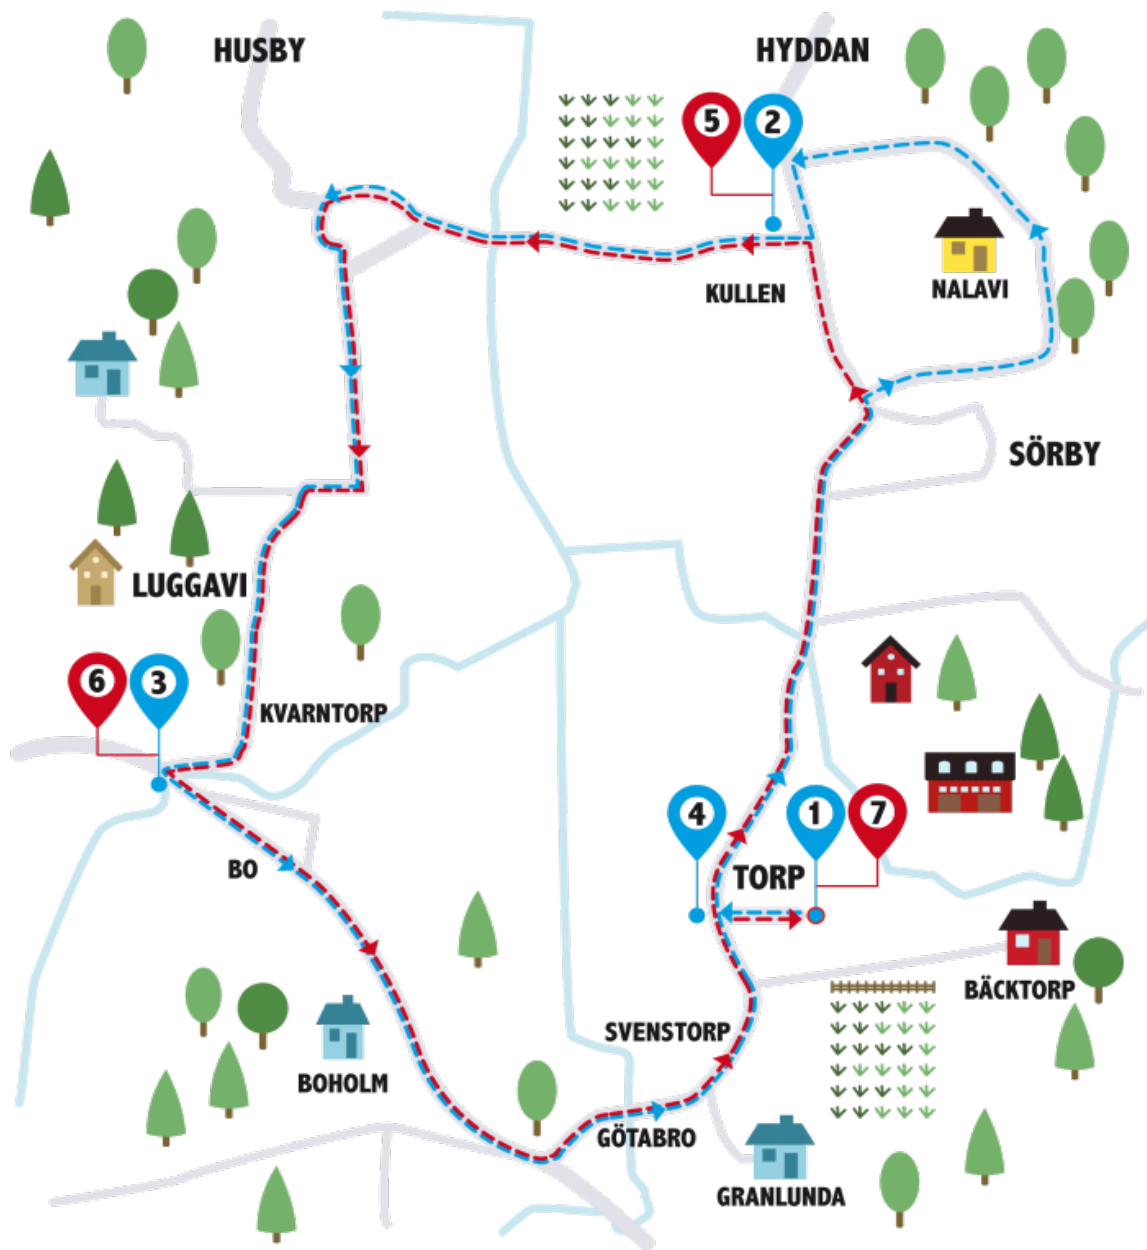 HUSBY
HYDDAN
5
2
KULLEN
NALAVI
SÖRBY
LUGGAVI
6
3
KVARNTORP
4
1
7
BO
TORP
BÄCKTORP
SVENSTORP
BOHOLM
GÖTABRO
GRANLUNDA